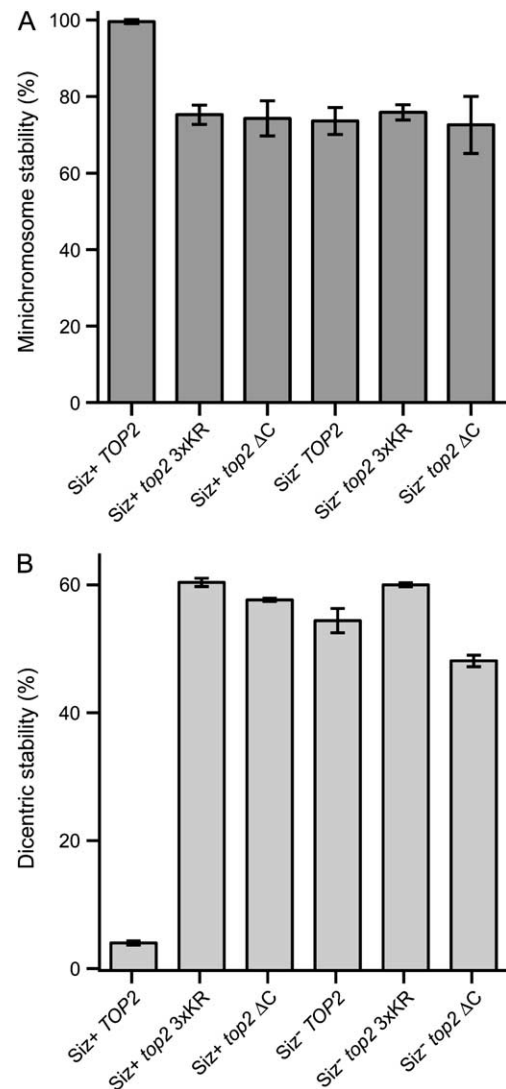 A
Minichromosome stability (%)
100
80
60
40
20
0
Siz+ TOP2
Siz+ top2 3xKR
Siz+ top2 ΔC
Siz⁻ TOP2
Siz⁻ top2 3xKR
Siz⁻ top2 ΔC
B
Dicentric stability (%)
60
40
20
0
Siz+ TOP2
Siz+ top2 3xKR
Siz+ top2 ΔC
Siz⁻ TOP2
Siz⁻ top2 3xKR
Siz⁻ top2 ΔC